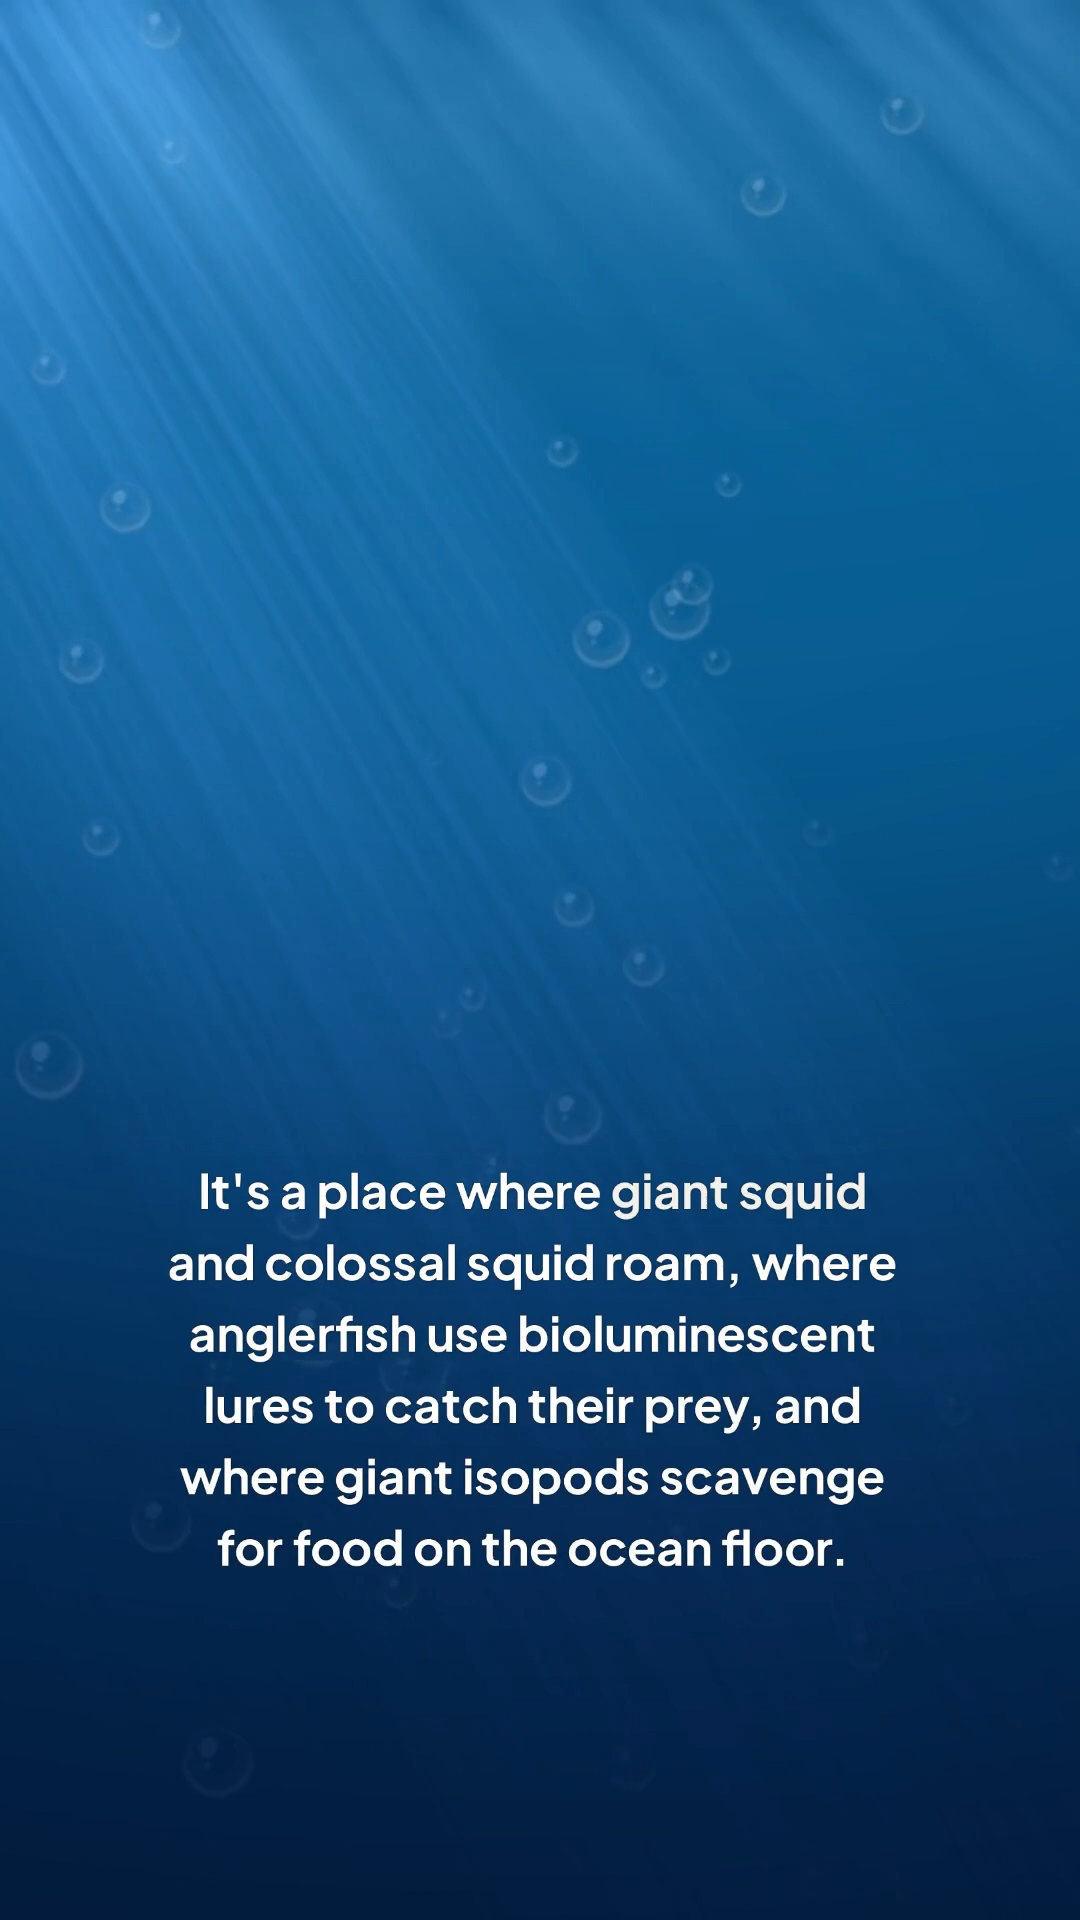 It's a place where giant squid
and colossal squid roam, where
anglerfish use bioluminescent
lures to catch their prey, and
where giant isopods scavenge
for food on the ocean floor.